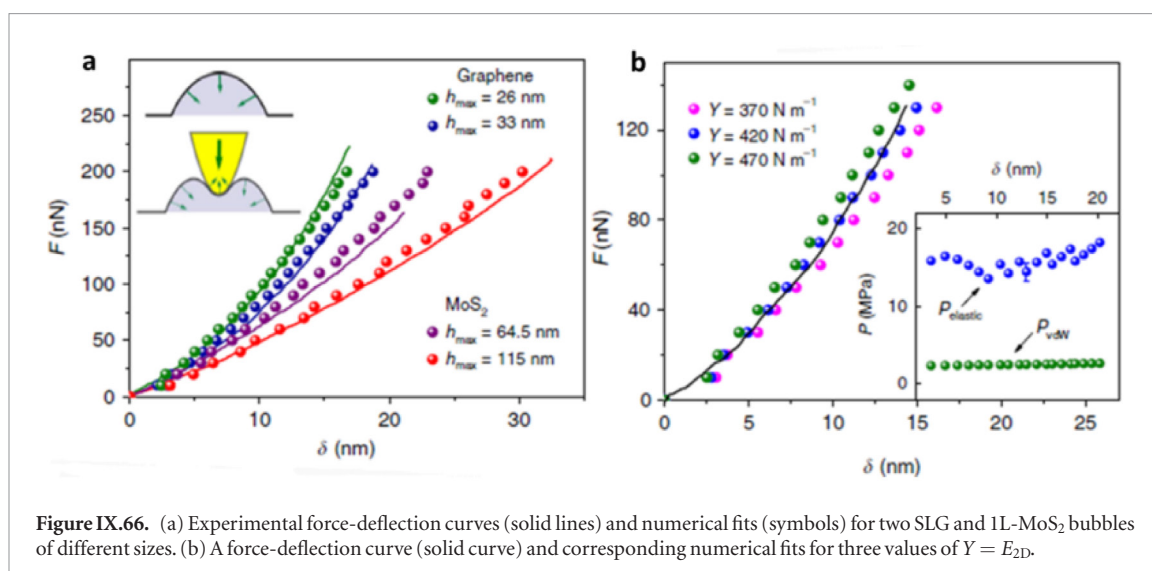 a
Graphene
h_max = 26 nm
h_max = 33 nm
MoS₂
h_max = 64.5 nm
h_max = 115 nm
250
200
150
100
50
0
F (nN)
0 10 20 30
δ (nm)
b
Y = 370 N m⁻¹
Y = 420 N m⁻¹
Y = 470 N m⁻¹
120
80
40
0
F (nN)
0 5 10 15 20 25
δ (nm)
δ (nm)
5 10 15 20
20
10
0
P (MPa)
P_elastic
P_vdW
Figure IX.66. (a) Experimental force-deflection curves (solid lines) and numerical fits (symbols) for two SLG and 1L-MoS₂ bubbles
of different sizes. (b) A force-deflection curve (solid curve) and corresponding numerical fits for three values of Y = E₂D.